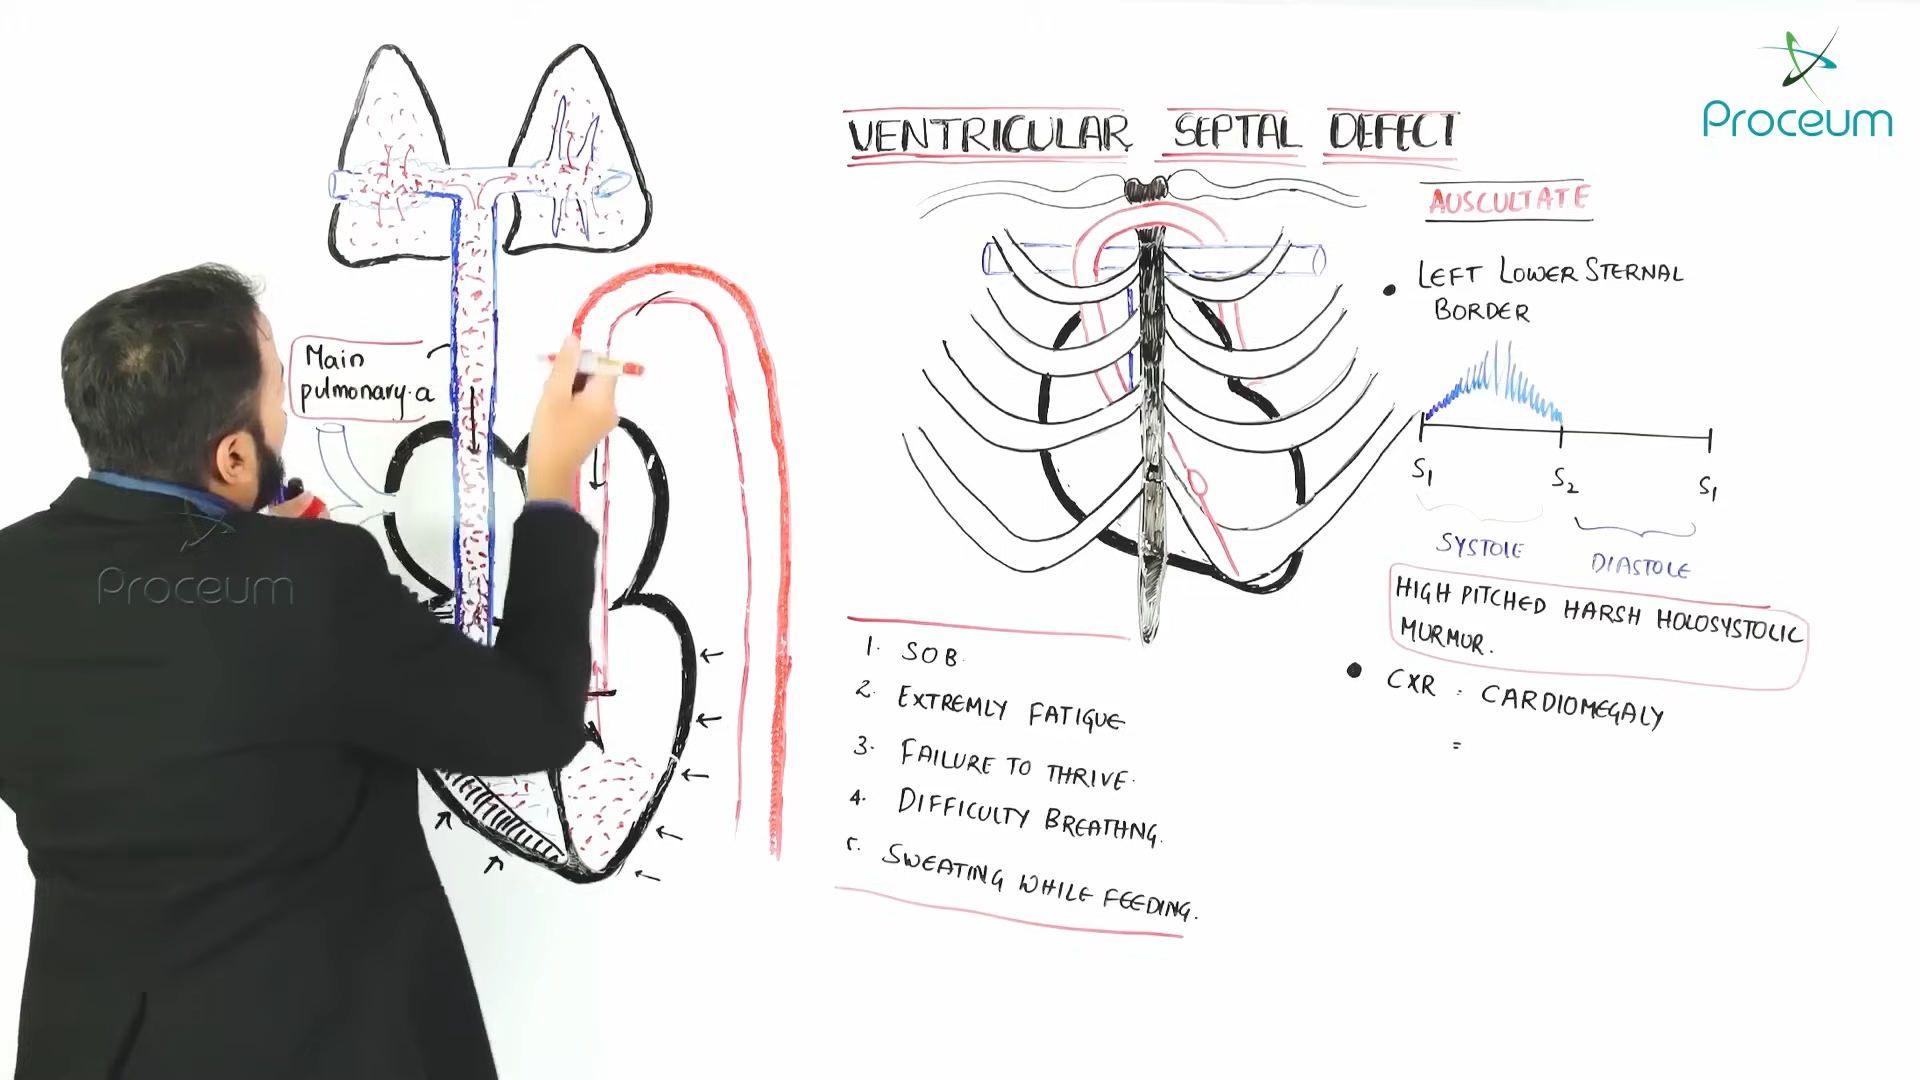 Proceum
VENTRICULAR SEPTAL DEFECT
AUSCULTATE
LEFT LOWER STERNAL
BORDER
Main
pulmonary.a
S1
S2
S1
SYSTOLE
DIASTOLE
HIGH PITCHED HARSH HOLOSYSTOLIC
MURMUR.
CXR : CARDIOMEGALY
=
1. SOB.
2. EXTREMLY FATIGUE
3. FAILURE TO THRIVE.
4. DIFFICULTY BREATHNG.
5. SWEATING WHILE FEEDING.
Proceum